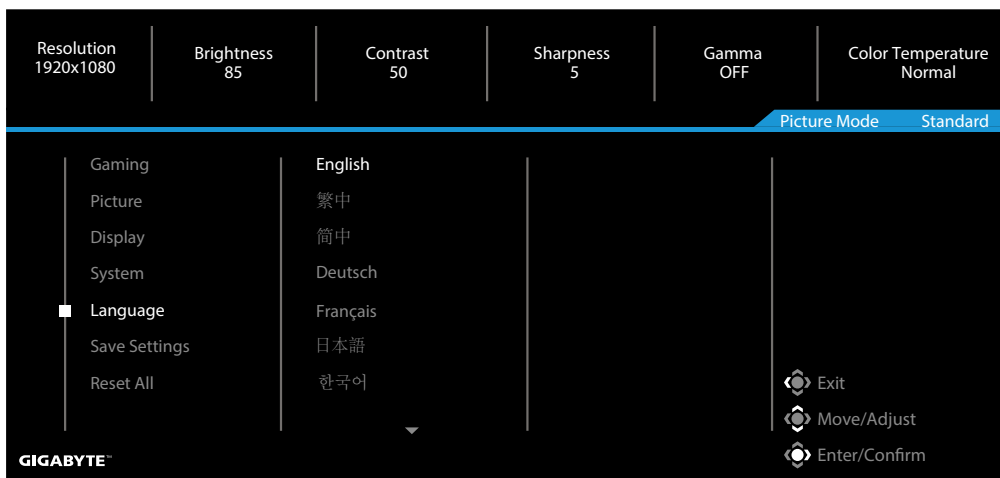 Resolution
1920x1080
Brightness
85
Contrast
50
Sharpness
5
Gamma
OFF
Color Temperature
Normal
Picture Mode Standard
Gaming
Picture
Display
System
Language
Save Settings
Reset All
English
繁中
简中
Deutsch
Français
日本語
한국어
Exit
Move/Adjust
Enter/Confirm
GIGABYTE™